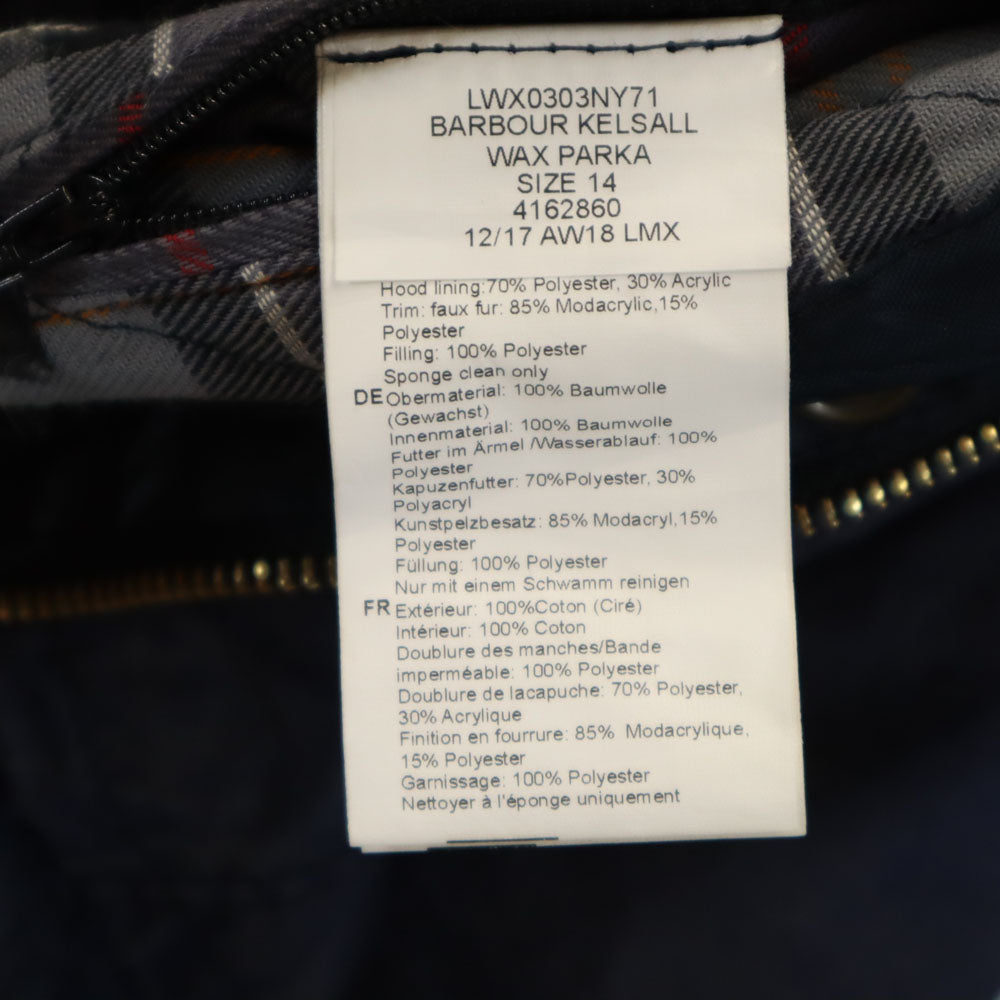 LWX0303NY71
BARBOUR KELSALL
WAX PARKA
SIZE 14
4162860
12/17 AW18 LMX
Hood lining:70% Polyester, 30% Acrylic
Trim: faux fur: 85% Modacrylic,15%
Polyester
Filling: 100% Polyester
Sponge clean only
DE Obermaterial: 100% Baumwolle
(Gewachst)
Innenmaterial: 100% Baumwolle
Futter im Ärmel /Wasserablauf: 100%
Polyester
Kapuzenfutter: 70%Polyester, 30%
Polyacryl
Kunstpelzbesatz: 85% Modacryl,15%
Polyester
Füllung: 100% Polyester
Nur mit einem Schwamm reinigen
FR Extérieur: 100%Coton (Ciré)
Intérieur: 100% Coton
Doublure des manches/Bande
imperméable: 100% Polyester
Doublure de lacapuche: 70% Polyester,
30% Acrylique
Finition en fourrure: 85% Modacrylique,
15% Polyester
Garnissage: 100% Polyester
Nettoyer à l'éponge uniquement